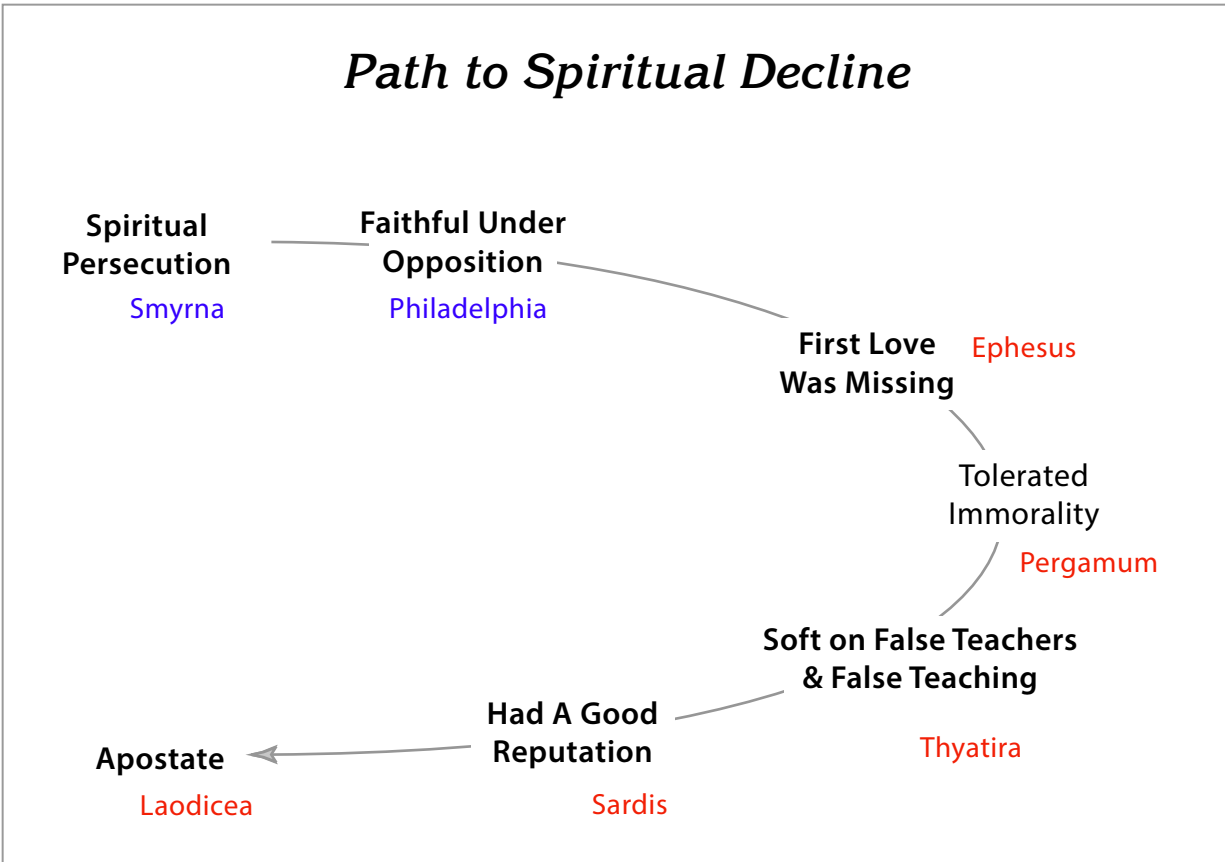 Path to Spiritual Decline
Spiritual
Persecution
Smyrna
Faithful Under
Opposition
Philadelphia
First Love
Was Missing
Ephesus
Tolerated
Immorality
Pergamum
Soft on False Teachers
& False Teaching
Thyatira
Had A Good
Reputation
Sardis
Apostate
Laodicea